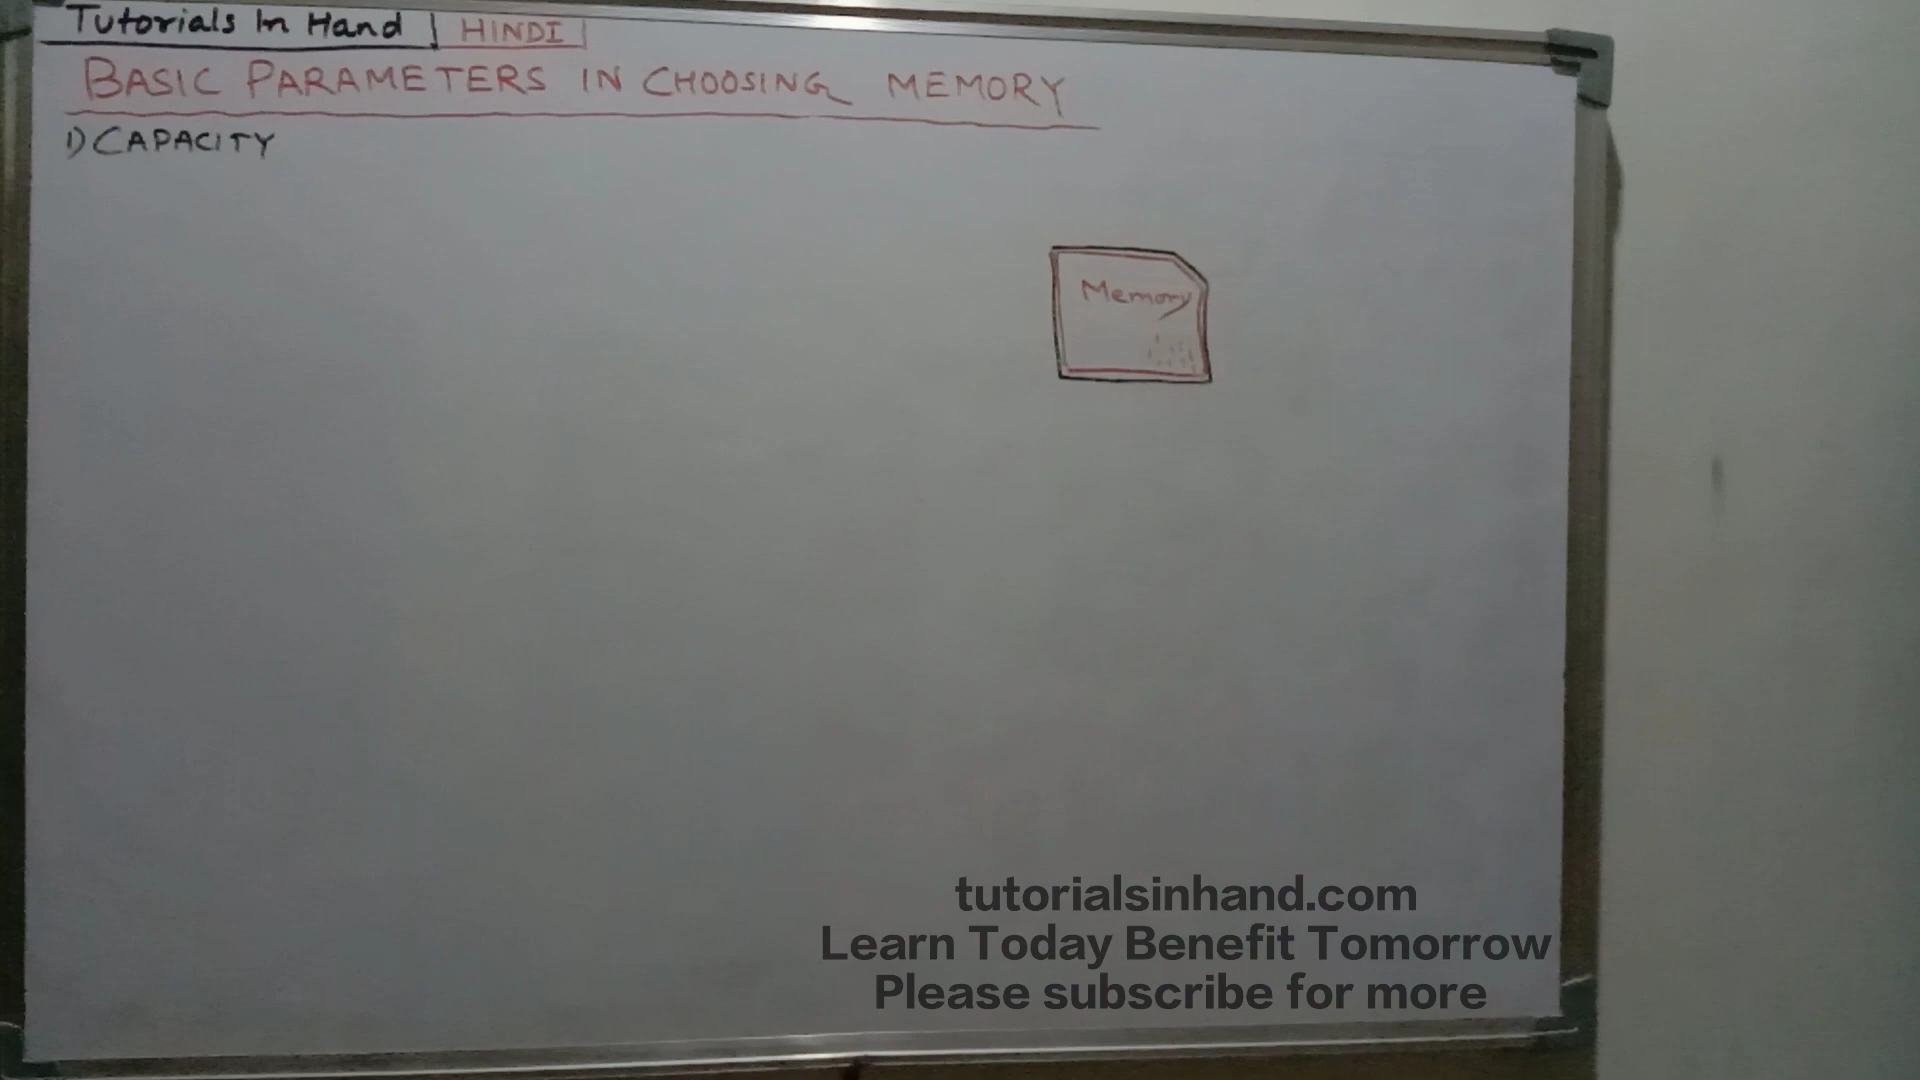 Tutorials In Hand | HINDI
BASIC PARAMETERS IN CHOOSING MEMORY
1) CAPACITY
Memory
tutorialsinhand.com
Learn Today Benefit Tomorrow
Please subscribe for more